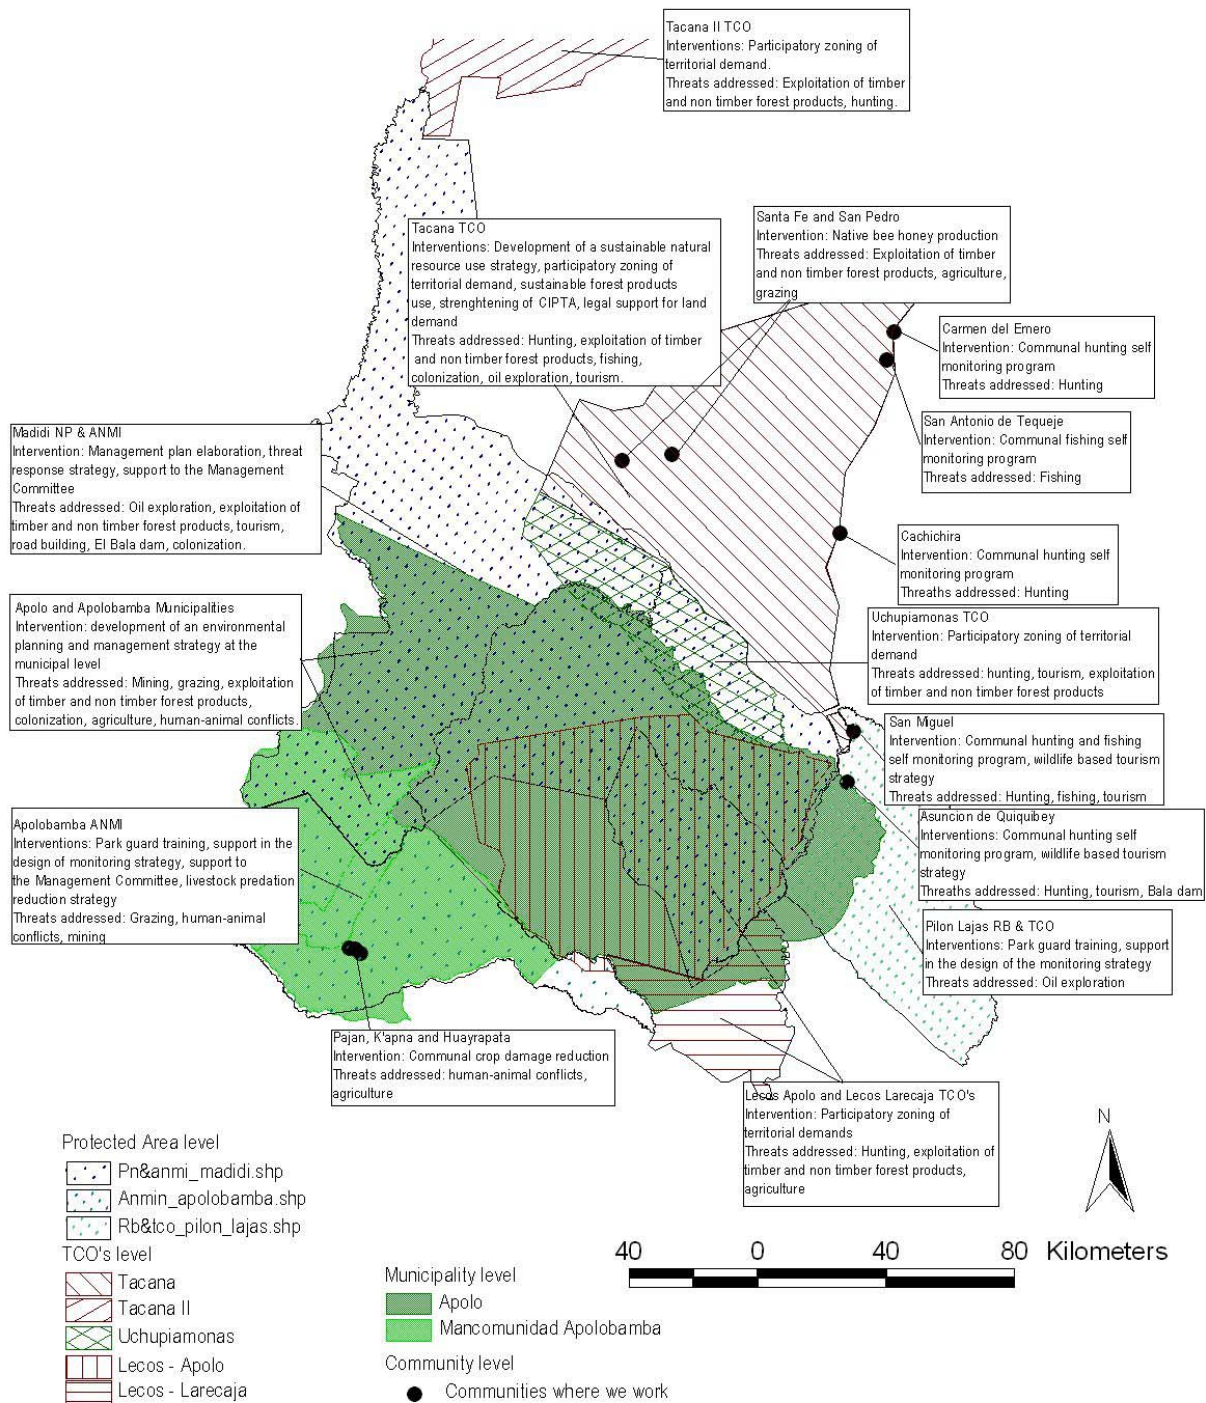 Tacana II TCO
Interventions: Participatory zoning of
territorial demand.
Threats addressed: Exploitation of timber
and non timber forest products, hunting.
Tacana TCO
Interventions: Development of a sustainable natural
resource use strategy, participatory zoning of
territorial demand, sustainable forest products
use, strenghtening of CIPTA, legal support for land
demand
Threats addressed: Hunting, exploitation of timber
and non timber forest products, fishing,
colonization, oil exploration, tourism.
Santa Fe and San Pedro
Intervention: Native bee honey production
Threats addressed: Exploitation of timber
and non timber forest products, agriculture,
grazing
Carmen del Emero
Intervention: Communal hunting self
monitoring program
Threats addressed: Hunting
San Antonio de Tequeje
Intervention: Communal fishing self
monitoring program
Threats addressed: Fishing
Madidi NP & ANMI
Intervention: Management plan elaboration, threat
response strategy, support to the Management
Committee
Threats addressed: Oil exploration, exploitation of
timber and non timber forest products, tourism,
road building, El Bala dam, colonization.
Cachichira
Intervention: Communal hunting self
monitoring program
Threaths addressed: Hunting
Apolo and Apolobamba Municipalities
Intervention: development of an environmental
planning and management strategy at the
municipal level
Threats addressed: Mining, grazing, exploitation
of timber and non timber forest products,
colonization, agriculture, human-animal conflicts.
Uchupiamonas TCO
Intervention: Participatory zoning of territorial
demand
Threats addressed: hunting, tourism, exploitation
of timber and non timber forest products
San Miguel
Intervention: Communal hunting and fishing
self monitoring program, wildlife based tourism
strategy
Threats addressed: Hunting, fishing, tourism
Apolobamba ANMI
Interventions: Park guard training, support in the
design of monitoring strategy, support to
the Management Committee, livestock predation
reduction strategy
Threats addressed: Grazing, human-animal
conflicts, mining
Asuncion de Quiquibey
Interventions: Communal hunting self
monitoring program, wildlife based tourism
strategy
Threaths addressed: Hunting, tourism, Bala dam
Pilon Lajas RB & TCO
Interventions: Park guard training, support
in the design of the monitoring strategy
Threats addressed: Oil exploration
Pajan, K'apna and Huayrapata
Intervention: Communal crop damage reduction
Threats addressed: human-animal conflicts,
agriculture
Lecos Apolo and Lecos Larecaja TCO's
Intervention: Participatory zoning of
territorial demands
Threats addressed: Hunting, exploitation of
timber and non timber forest products,
agriculture
N
Protected Area level
Pn&anmi_madidi.shp
Anmin_apolobamba.shp
Rb&tco_pilon_lajas.shp
TCO's level
Tacana
Tacana II
Uchupiamonas
Lecos - Apolo
Lecos - Larecaja
Municipality level
Apolo
Mancomunidad Apolobamba
Community level
Communities where we work
40 0 40 80 Kilometers